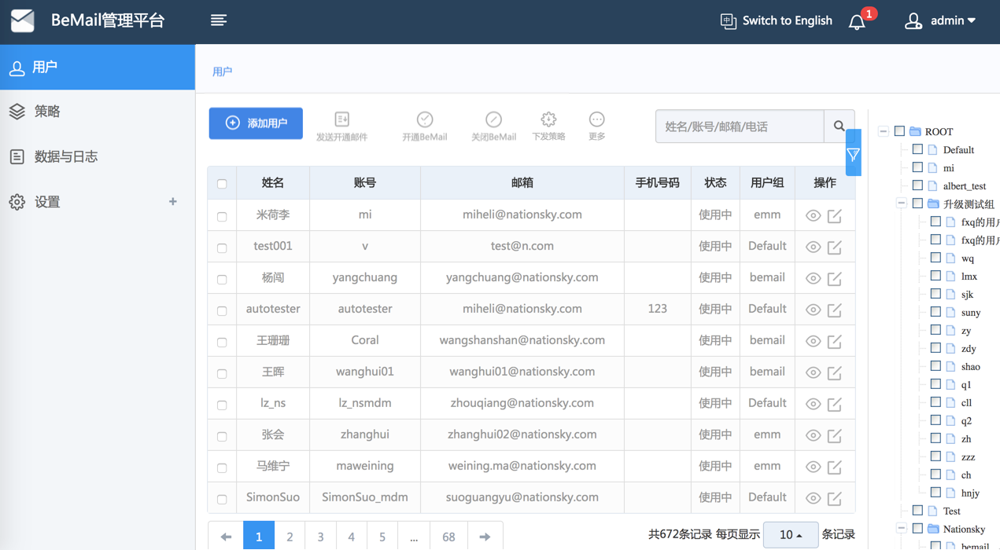 BeMail管理平台
Switch to English
1
admin
用户
策略
数据与日志
设置
+
用户
添加用户
发送开通邮件
开通BeMail
关闭BeMail
下发策略
更多
姓名/账号/邮箱/电话
姓名 账号 邮箱 手机号码 状态 用户组 操作
米荷李 mi miheli@nationsky.com 使用中 emm
test001 v test@n.com 使用中 Default
杨闯 yangchuang yangchuang@nationsky.com 使用中 bemail
autotester autotester miheli@nationsky.com 123 使用中 Default
王珊珊 Coral wangshanshan@nationsky.com 使用中 bemail
王晖 wanghui01 wanghui01@nationsky.com 使用中 bemail
lz_ns lz_nsmdm zhouqiang@nationsky.com 使用中 Default
张会 zhanghui zhanghui02@nationsky.com 使用中 emm
马维宁 maweining weining.ma@nationsky.com 使用中 emm
SimonSuo SimonSuo_mdm suoguangyu@nationsky.com 使用中 Default
1 2 3 4 5 ... 68
共672条记录 每页显示 10 条记录
ROOT
Default
mi
albert_test
升级测试组
fxq的用户
fxq的用户
wq
lmx
sjk
suny
zy
zdy
shao
q1
cll
q2
zh
zzz
ch
hnjy
Test
Nationsky
bemail